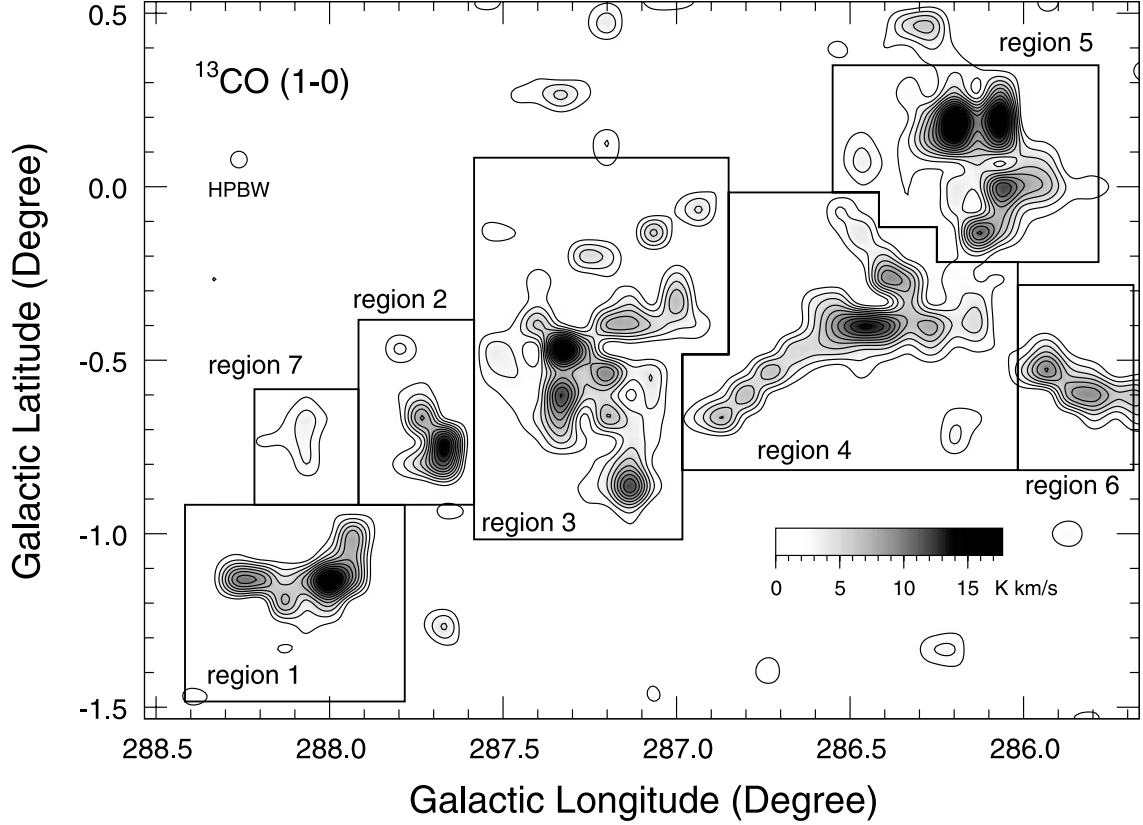 0.5
region 5
13CO (1-0)
0.0
HPBW
region 2
region 7
-0.5
region 4
region 6
region 3
-1.0
0 5 10 15 K km/s
region 1
-1.5
288.5 288.0 287.5 287.0 286.5 286.0
Galactic Longitude (Degree)
Galactic Latitude (Degree)